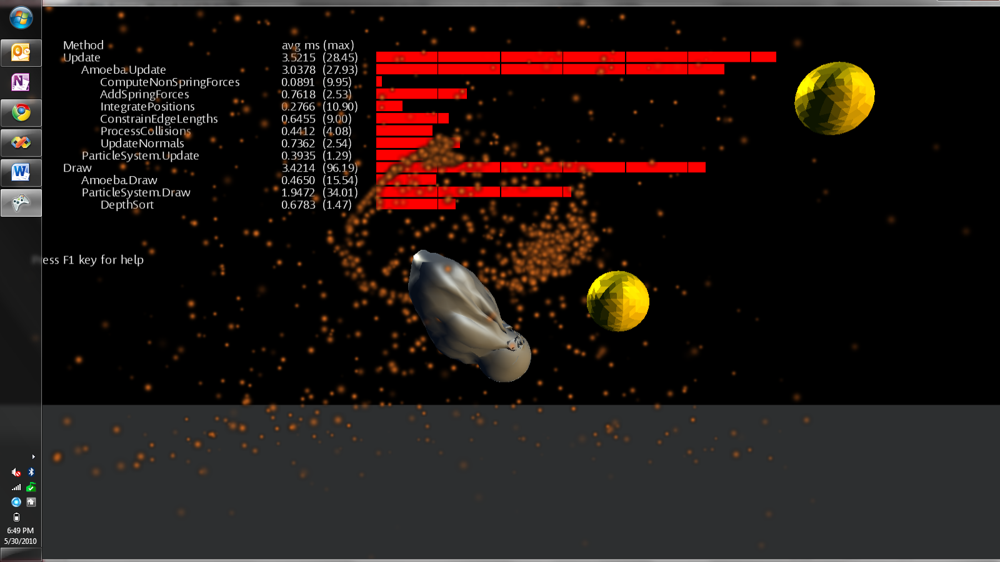 Method avg ms (max)
Update 3.5215 (28.45)
Amoeba.Update 3.0378 (27.93)
ComputeNonSpringForces 0.0891 (9.95)
AddSpringForces 0.7618 (2.53)
IntegratePositions 0.2766 (10.90)
ConstrainEdgeLengths 0.6455 (9.00)
ProcessCollisions 0.4412 (4.08)
UpdateNormals 0.7362 (2.54)
ParticleSystem.Update 0.3935 (1.29)
Draw 3.4214 (96.19)
Amoeba.Draw 0.4650 (15.54)
ParticleSystem.Draw 1.9472 (34.01)
DepthSort 0.6783 (1.47)
Press F1 key for help
6:49 PM
5/30/2010